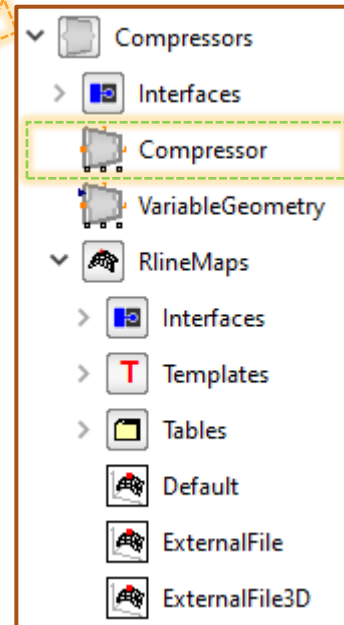 Compressors
Interfaces
Compressor
VariableGeometry
RlineMaps
Interfaces
T Templates
Tables
Default
ExternalFile
ExternalFile3D